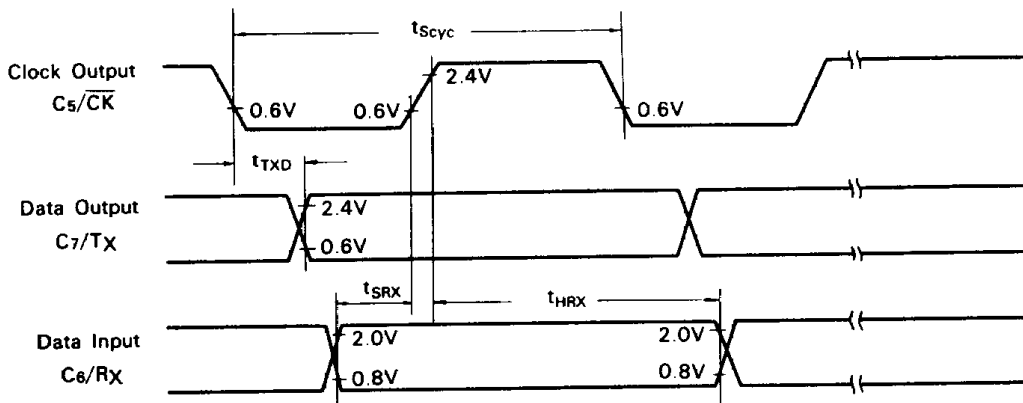 tScyc
Clock Output
C5/CK̅
2.4V
0.6V
0.6V
0.6V
tTXD
Data Output
C7/TX
2.4V
0.6V
tSRX
tHRX
Data Input
C6/RX
2.0V
2.0V
0.8V
0.8V